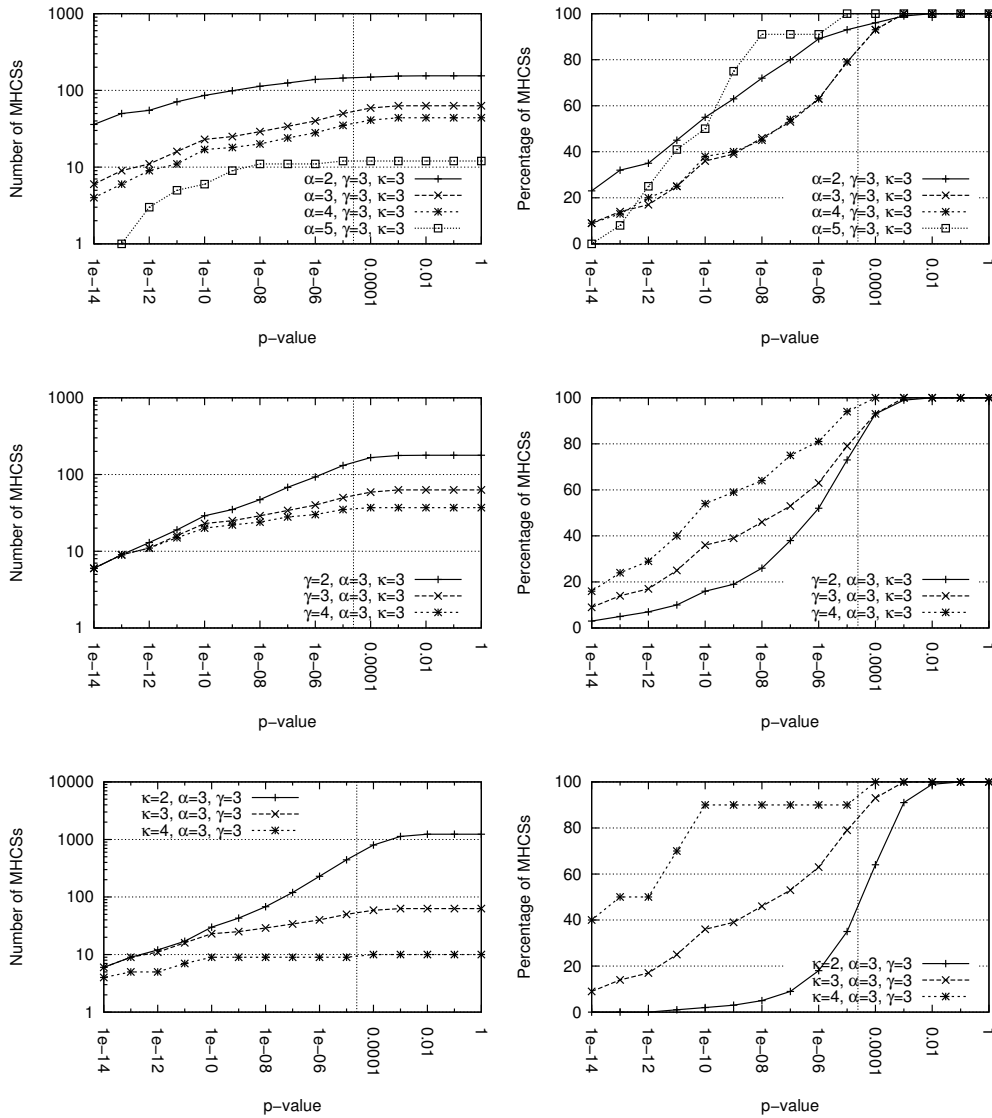 1000
100
10
1
Number of MHCSs
α=2, γ=3, κ=3
α=3, γ=3, κ=3
α=4, γ=3, κ=3
α=5, γ=3, κ=3
1e−14
1e−12
1e−10
1e−08
1e−06
0.0001
0.01
1
p−value
100
80
60
40
20
0
Percentage of MHCSs
α=2, γ=3, κ=3
α=3, γ=3, κ=3
α=4, γ=3, κ=3
α=5, γ=3, κ=3
1e−14
1e−12
1e−10
1e−08
1e−06
0.0001
0.01
1
p−value
1000
100
10
1
Number of MHCSs
γ=2, α=3, κ=3
γ=3, α=3, κ=3
γ=4, α=3, κ=3
1e−14
1e−12
1e−10
1e−08
1e−06
0.0001
0.01
1
p−value
100
80
60
40
20
0
Percentage of MHCSs
γ=2, α=3, κ=3
γ=3, α=3, κ=3
γ=4, α=3, κ=3
1e−14
1e−12
1e−10
1e−08
1e−06
0.0001
0.01
1
p−value
10000
1000
100
10
1
Number of MHCSs
κ=2, α=3, γ=3
κ=3, α=3, γ=3
κ=4, α=3, γ=3
1e−14
1e−12
1e−10
1e−08
1e−06
0.0001
0.01
1
p−value
100
80
60
40
20
0
Percentage of MHCSs
κ=2, α=3, γ=3
κ=3, α=3, γ=3
κ=4, α=3, γ=3
1e−14
1e−12
1e−10
1e−08
1e−06
0.0001
0.01
1
p−value